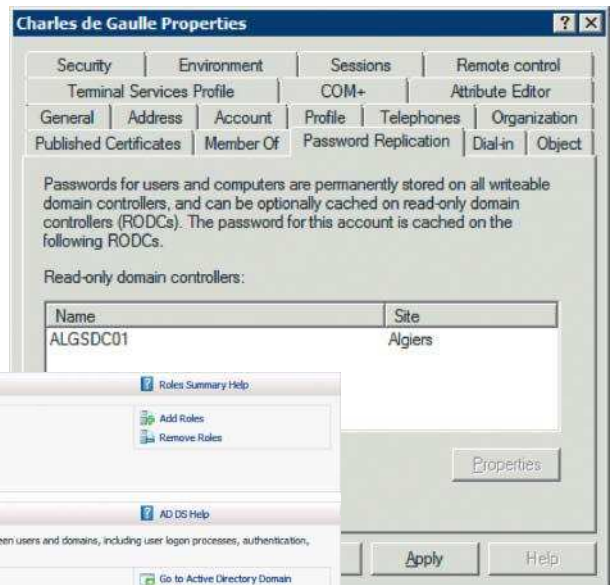 Charles de Gaulle Properties
Security Environment Sessions Remote control
Terminal Services Profile COM+ Attribute Editor
General Address Account Profile Telephones Organization
Published Certificates Member Of Password Replication Dial-in Object
Passwords for users and computers are permanently stored on all writeable
domain controllers, and can be optionally cached on read-only domain
controllers (RODCs). The password for this account is cached on the
following RODCs.
Read-only domain controllers:
Name Site
ALGSDC01 Algiers
Properties
Apply Help
Roles Summary Help
Add Roles
Remove Roles
AD DS Help
een users and domains, including user logon processes, authentication,
Go to Active Directory Domain